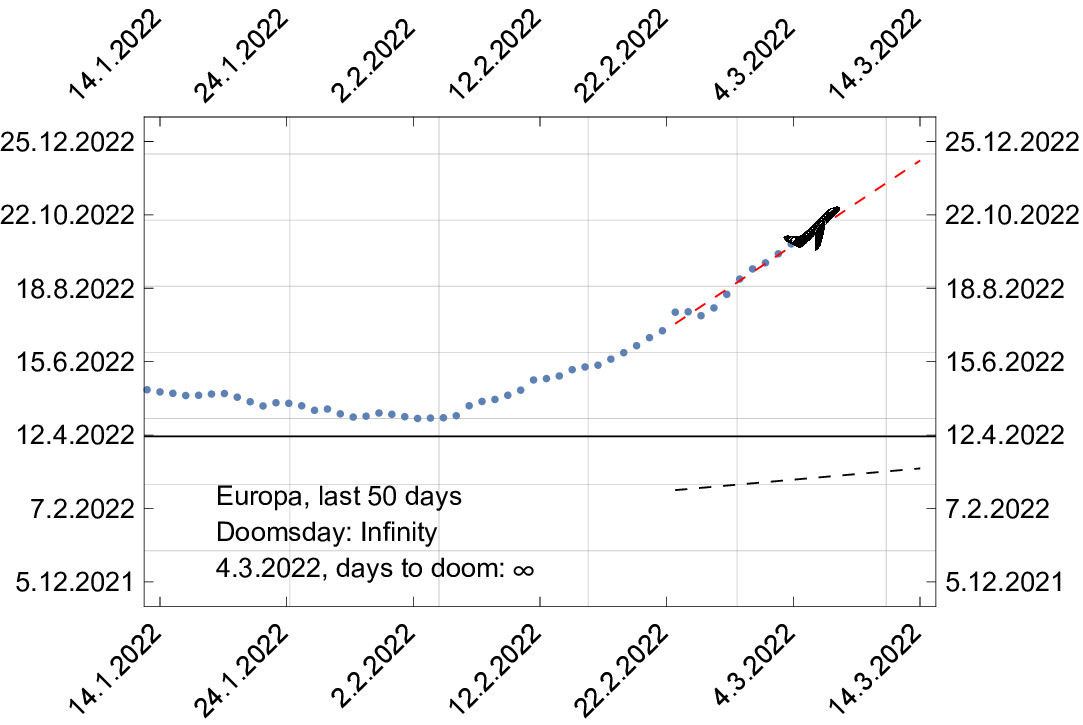 14.1.2022 24.1.2022 2.2.2022 12.2.2022 22.2.2022 4.3.2022 14.3.2022
25.12.2022 25.12.2022
22.10.2022 22.10.2022
18.8.2022 18.8.2022
15.6.2022 15.6.2022
12.4.2022 12.4.2022
Europa, last 50 days
7.2.2022 7.2.2022
Doomsday: Infinity
4.3.2022, days to doom: ∞
5.12.2021 5.12.2021
14.1.2022 24.1.2022 2.2.2022 12.2.2022 22.2.2022 4.3.2022 14.3.2022